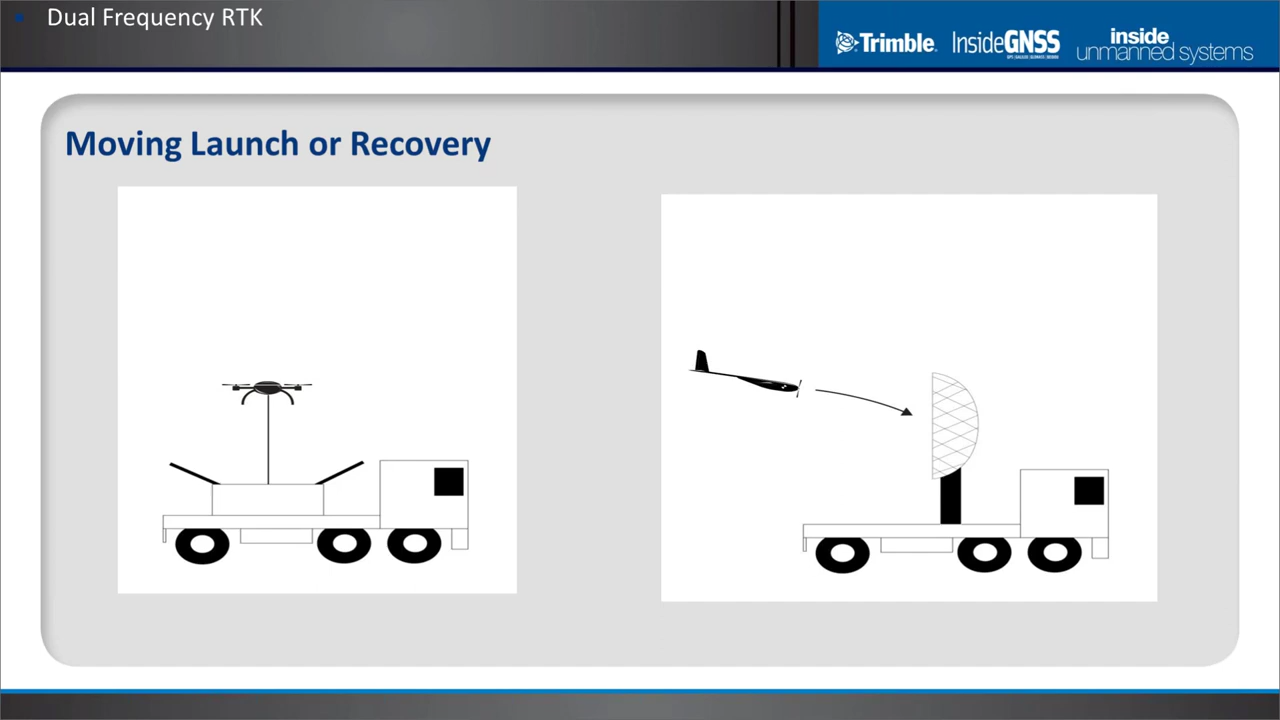 Dual Frequency RTK
Trimble
InsideGNSS
inside
unmanned systems
Moving Launch or Recovery